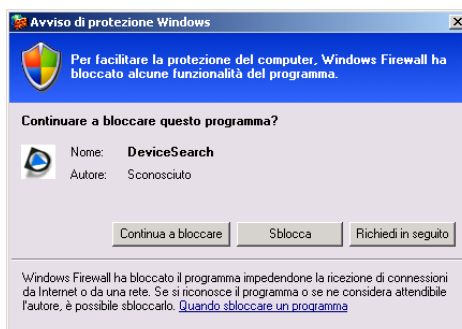 Avviso di protezione Windows
Per facilitare la protezione del computer, Windows Firewall ha
bloccato alcune funzionalità del programma.
Continuare a bloccare questo programma?
Nome: DeviceSearch
Autore: Sconosciuto
Continua a bloccare Sblocca Richiedi in seguito
Windows Firewall ha bloccato il programma impedendone la ricezione di connessioni
da Internet o da una rete. Se si riconosce il programma o se ne considera attendibile
l'autore, è possibile sbloccarlo. Quando sbloccare un programma